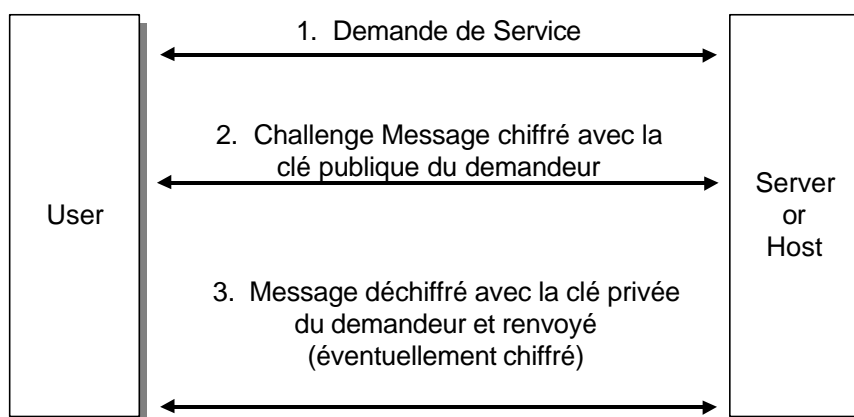 1. Demande de Service
2. Challenge Message chiffré avec la
clé publique du demandeur
User
Server
or
Host
3. Message déchiffré avec la clé privée
du demandeur et renvoyé
(éventuellement chiffré)